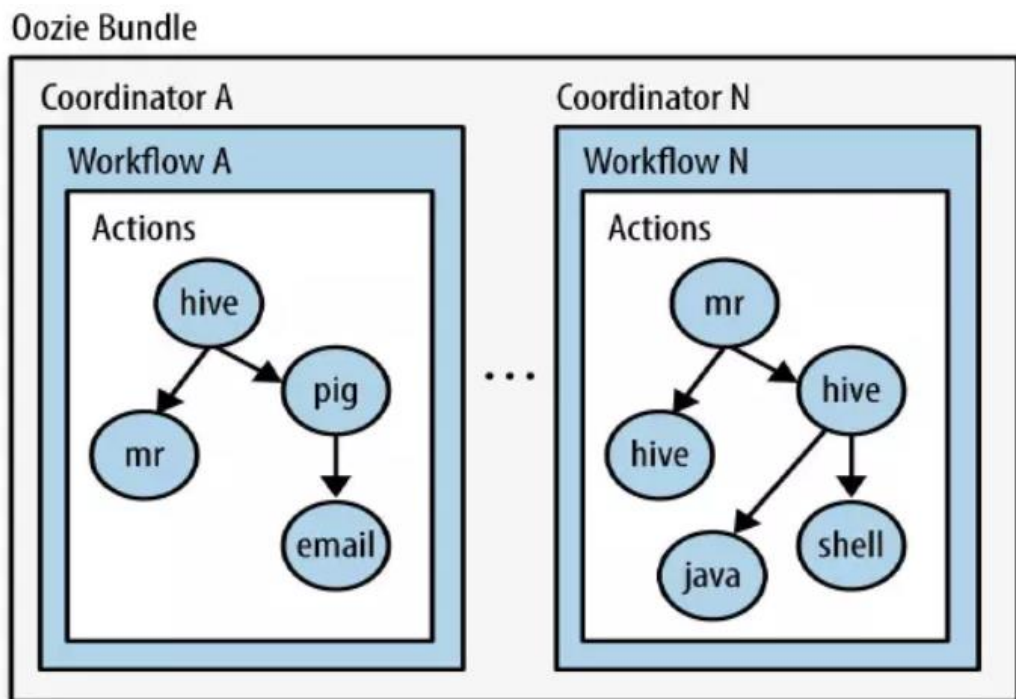 Oozie Bundle
Coordinator A
Workflow A
Actions
hive
pig
mr
email
...
Coordinator N
Workflow N
Actions
mr
hive
hive
shell
java